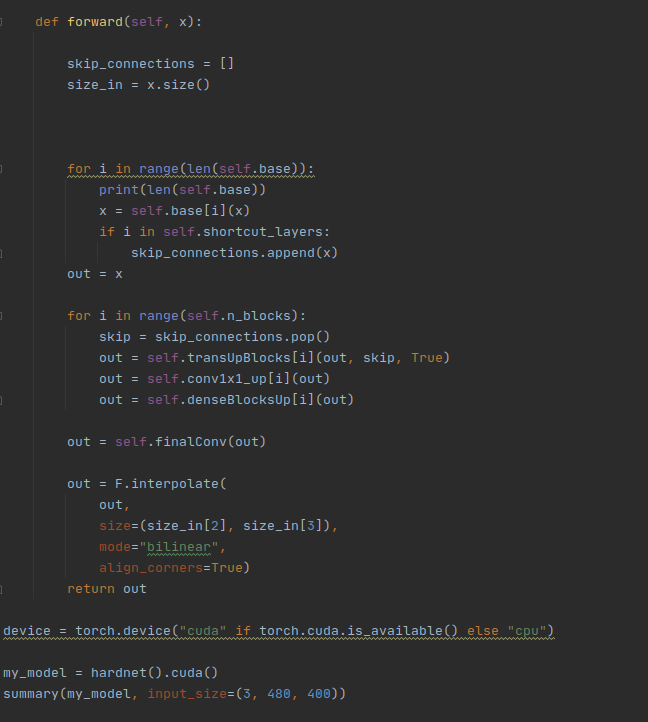 def forward(self, x):
skip_connections = []
size_in = x.size()
for i in range(len(self.base)):
print(len(self.base))
x = self.base[i](x)
if i in self.shortcut_layers:
skip_connections.append(x)
out = x
for i in range(self.n_blocks):
skip = skip_connections.pop()
out = self.transUpBlocks[i](out, skip, True)
out = self.conv1x1_up[i](out)
out = self.denseBlocksUp[i](out)
out = self.finalConv(out)
out = F.interpolate(
out,
size=(size_in[2], size_in[3]),
mode="bilinear",
align_corners=True)
return out
device = torch.device("cuda" if torch.cuda.is_available() else "cpu")
my_model = hardnet().cuda()
summary(my_model, input_size=(3, 480, 400))